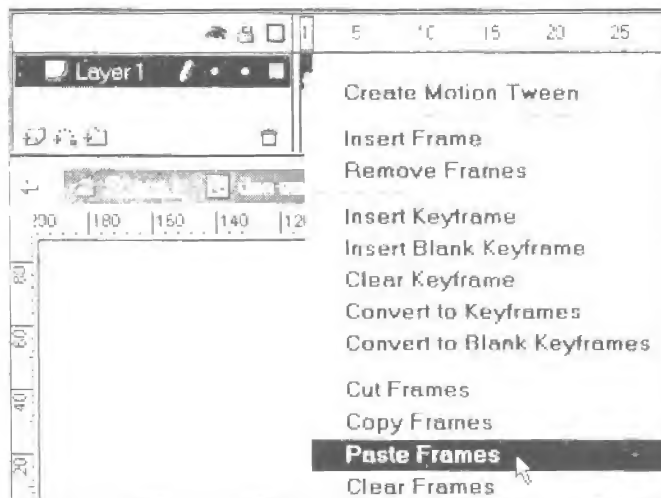 5 10 15 20 25
Layer 1
Create Motion Tween
Insert Frame
Remove Frames
Insert Keyframe
Insert Blank Keyframe
Clear Keyframe
Convert to Keyframes
Convert to Blank Keyframes
Cut Frames
Copy Frames
Paste Frames
Clear Frames
200 180 160 140 120
80
60
40
20